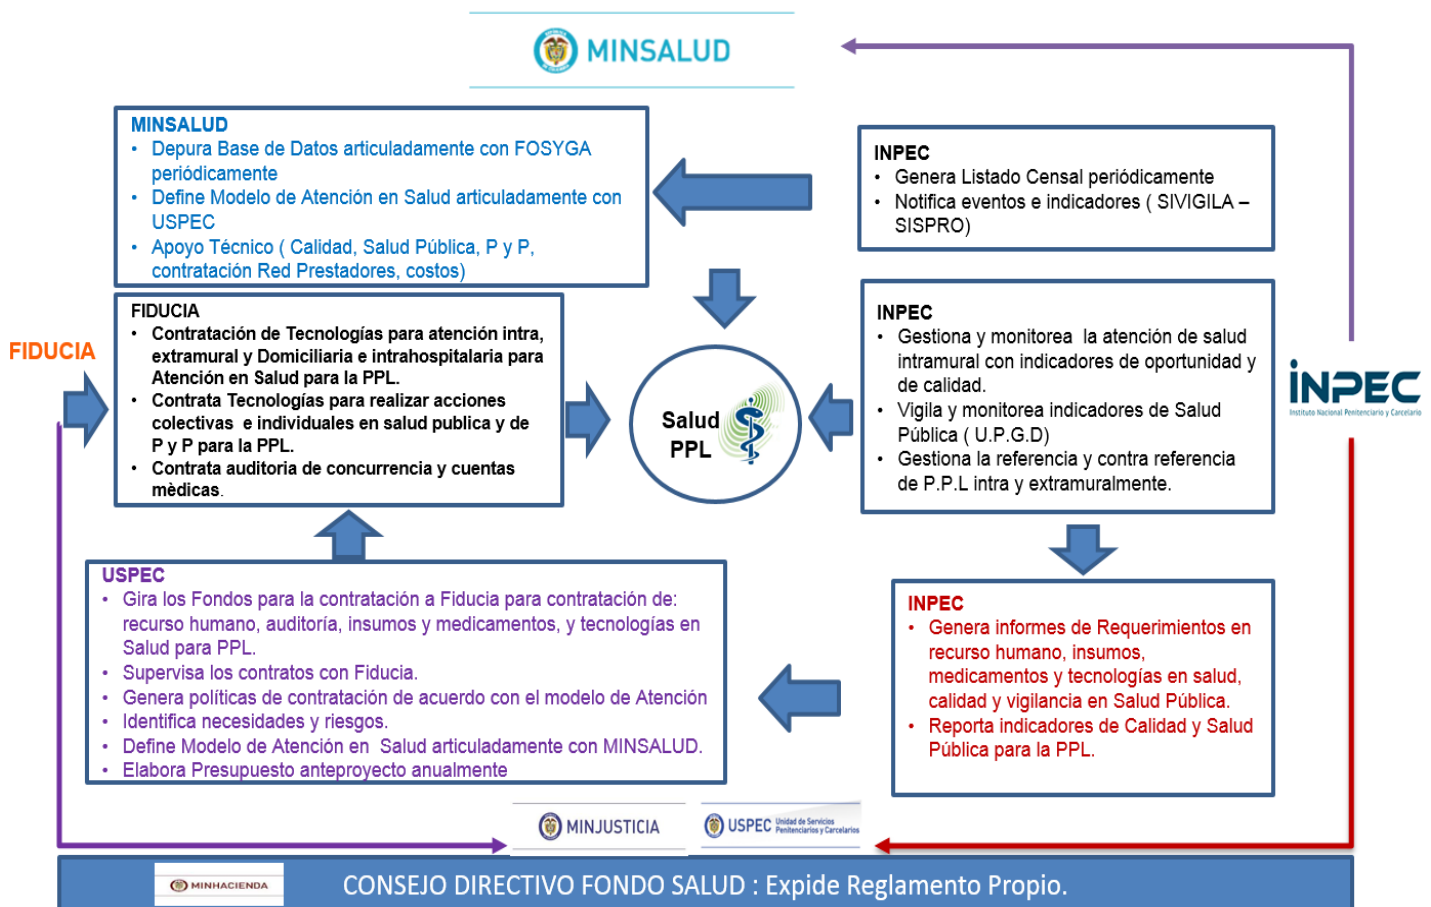 MINSALUD
MINSALUD
• Depura Base de Datos articuladamente con FOSYGA
periódicamente
• Define Modelo de Atención en Salud articuladamente con
USPEC
• Apoyo Técnico ( Calidad, Salud Pública, P y P,
contratación Red Prestadores, costos)
INPEC
• Genera Listado Censal periódicamente
• Notifica eventos e indicadores ( SIVIGILA –
SISPRO)
FIDUCIA
FIDUCIA
• Contratación de Tecnologías para atención intra,
extramural y Domiciliaria e intrahospitalaria para
Atención en Salud para la PPL.
• Contrata Tecnologías para realizar acciones
colectivas e individuales en salud publica y de
P y P para la PPL.
• Contrata auditoria de concurrencia y cuentas
mèdicas.
Salud
PPL
INPEC
• Gestiona y monitorea la atención de salud
intramural con indicadores de oportunidad y
de calidad.
• Vigila y monitorea indicadores de Salud
Pública ( U.P.G.D)
• Gestiona la referencia y contra referencia
de P.P.L intra y extramuralmente.
INPEC
Instituto Nacional Penitenciario y Carcelario
USPEC
• Gira los Fondos para la contratación a Fiducia para contratación de:
recurso humano, auditoría, insumos y medicamentos, y tecnologías en
Salud para PPL.
• Supervisa los contratos con Fiducia.
• Genera políticas de contratación de acuerdo con el modelo de Atención
• Identifica necesidades y riesgos.
• Define Modelo de Atención en Salud articuladamente con MINSALUD.
• Elabora Presupuesto anteproyecto anualmente
INPEC
• Genera informes de Requerimientos en
recurso humano, insumos,
medicamentos y tecnologías en salud,
calidad y vigilancia en Salud Pública.
• Reporta indicadores de Calidad y Salud
Pública para la PPL.
MINJUSTICIA
USPEC Unidad de Servicios
Penitenciarios y Carcelarios
MINHACIENDA
CONSEJO DIRECTIVO FONDO SALUD : Expide Reglamento Propio.